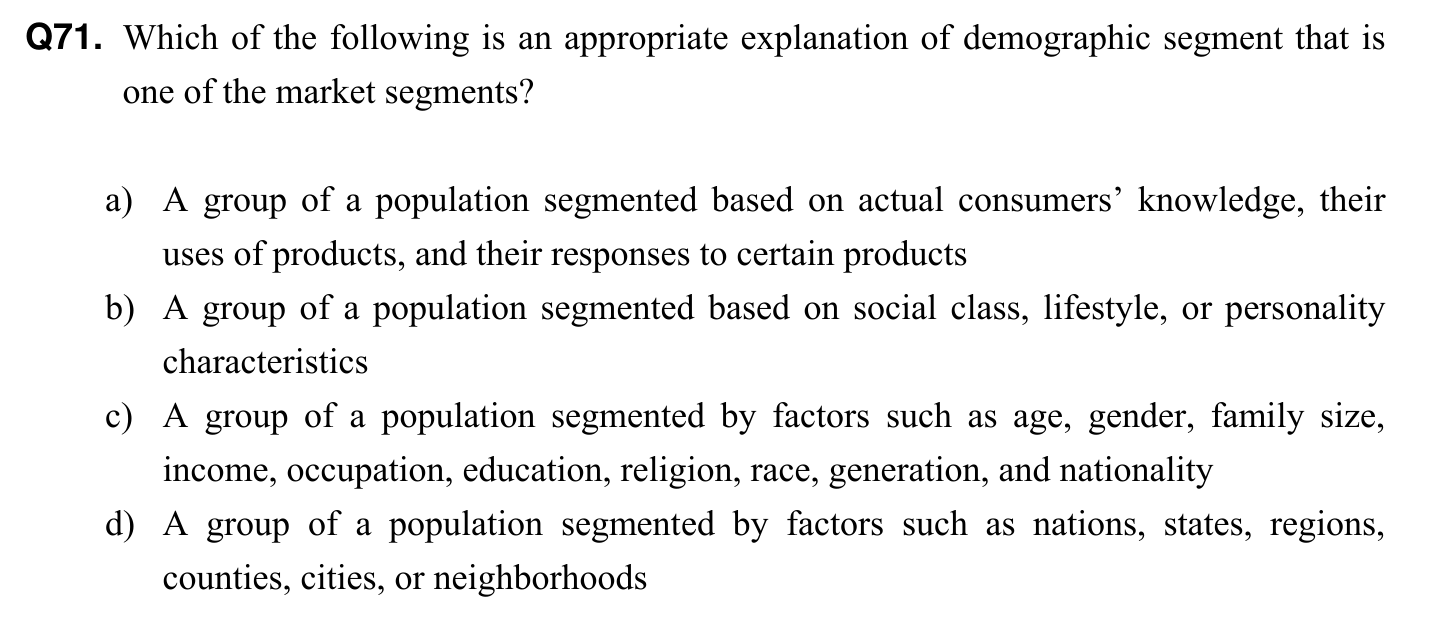 Q71. Which of the following is an appropriate explanation of demographic segment that is
one of the market segments?
a) A group of a population segmented based on actual consumers’ knowledge, their
uses of products, and their responses to certain products
b) A group of a population segmented based on social class, lifestyle, or personality
characteristics
c) A group of a population segmented by factors such as age, gender, family size,
income, occupation, education, religion, race, generation, and nationality
d) A group of a population segmented by factors such as nations, states, regions,
counties, cities, or neighborhoods